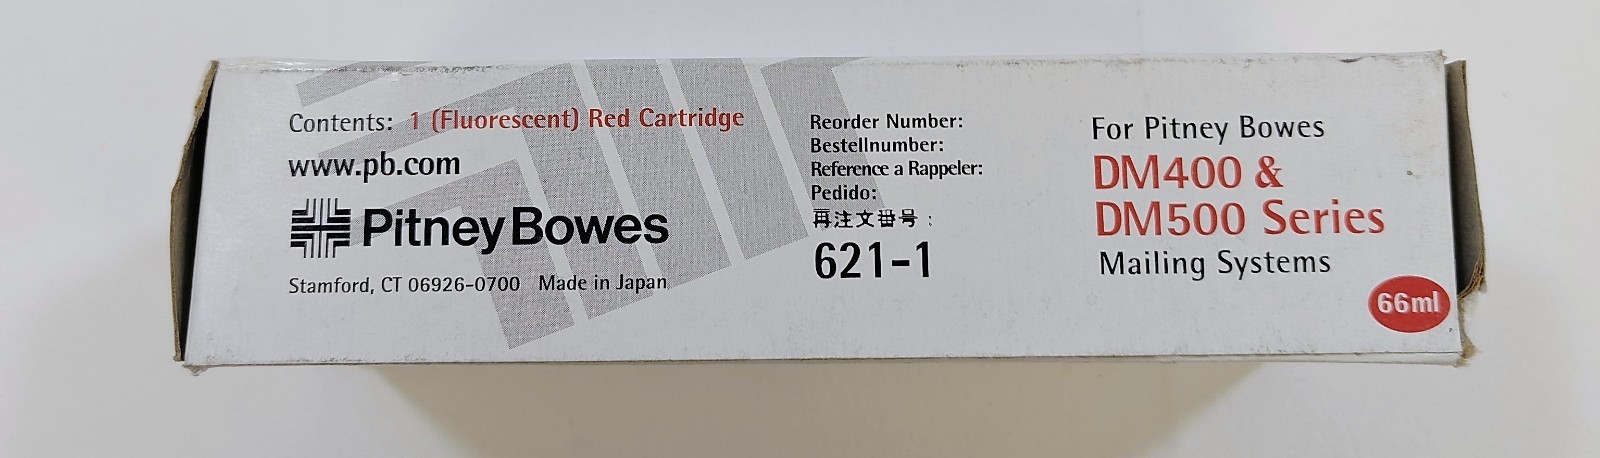 Contents: 1 (Fluorescent) Red Cartridge
www.pb.com
Pitney Bowes
Stamford, CT 06926-0700 Made in Japan
Reorder Number:
Bestellnumber:
Reference a Rappeler:
Pedido:
再注文番号:
621-1
For Pitney Bowes
DM400 &
DM500 Series
Mailing Systems
66ml